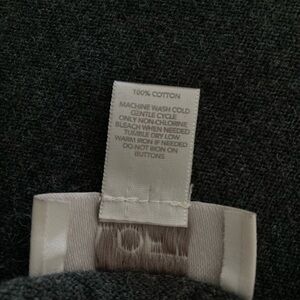 100% COTTON
MACHINE WASH COLD
GENTLE CYCLE
ONLY NON-CHLORINE
BLEACH WHEN NEEDED
TUMBLE DRY LOW
WARM IRON IF NEEDED
DO NOT IRON ON
BUTTONS